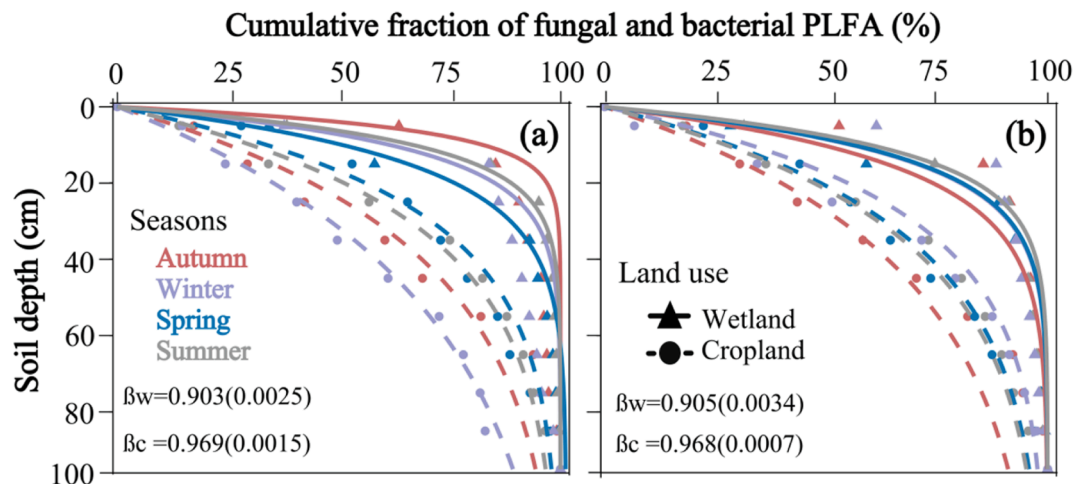 Cumulative fraction of fungal and bacterial PLFA (%)
0 25 50 75 100
0 25 50 75 100
Soil depth (cm)
0
20
40
60
80
100
(a)
Seasons
Autumn
Winter
Spring
Summer
ßw=0.903(0.0025)
ßc =0.969(0.0015)
(b)
Land use
Wetland
Cropland
ßw=0.905(0.0034)
ßc =0.968(0.0007)